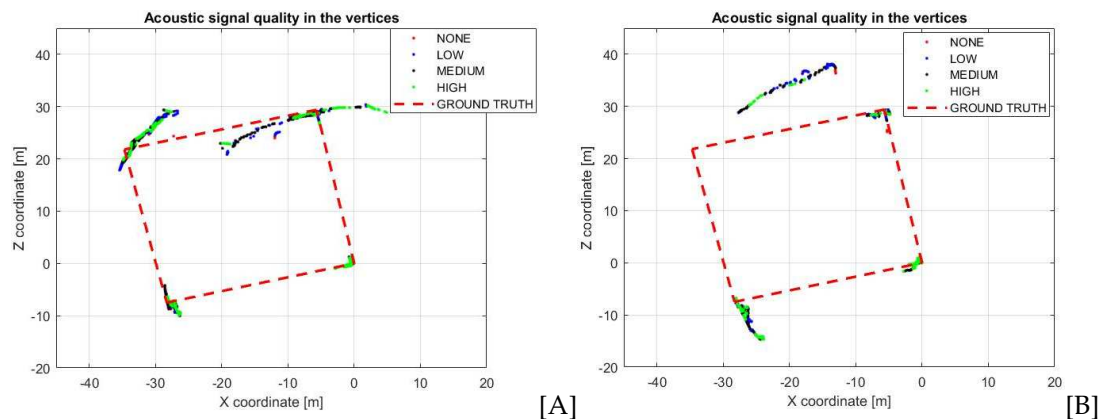 Acoustic signal quality in the vertices
NONE
LOW
MEDIUM
HIGH
GROUND TRUTH
40
30
20
10
0
-10
-20
Z coordinate [m]
-40
-30
-20
-10
0
10
20
X coordinate [m]
[A]
Acoustic signal quality in the vertices
NONE
LOW
MEDIUM
HIGH
GROUND TRUTH
40
30
20
10
0
-10
-20
Z coordinate [m]
-40
-30
-20
-10
0
10
20
X coordinate [m]
[B]